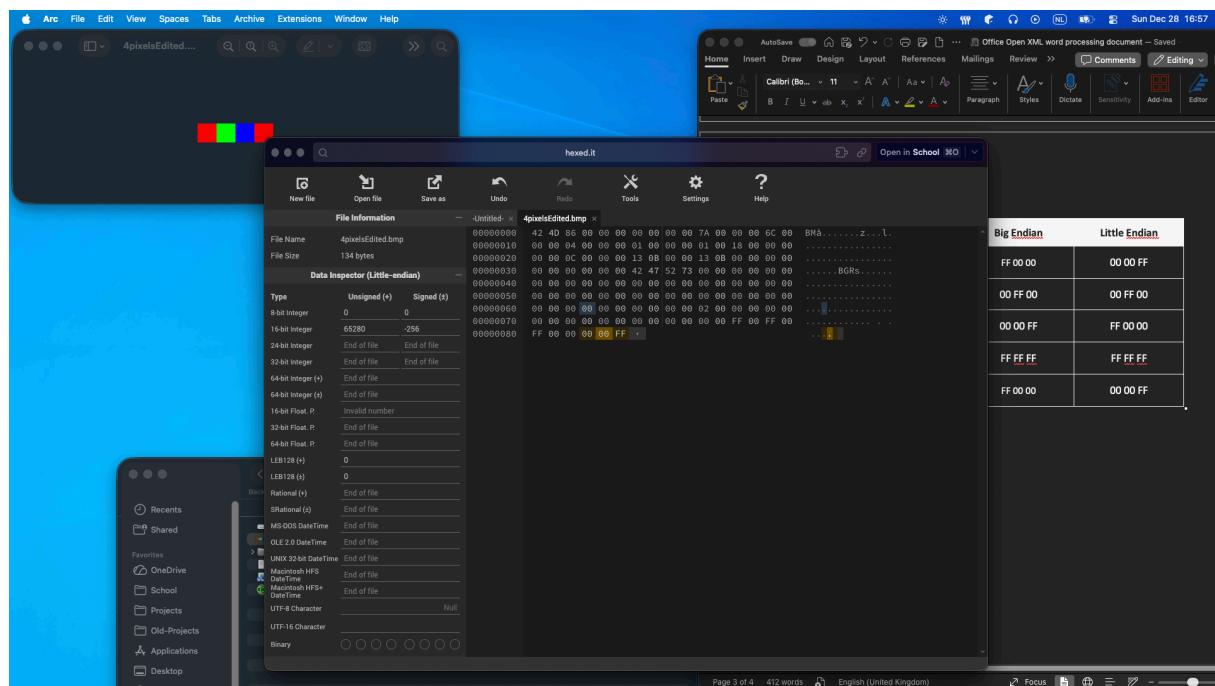 Arc File Edit View Spaces Tabs Archive Extensions Window Help NL Sun Dec 28 16:57
4pixelsEdited....
AutoSave Office Open XML word processing document — Saved
Home Insert Draw Design Layout References Mailings Review >> Comments Editing
Paste Calibri (Bo... 11 A^ Aa
B I U ab x, x² A A
Paragraph Styles Dictate Sensitivity Add-ins Editor
hexed.it Open in School ⌘O
New file Open file Save as Undo Redo Tools Settings Help
File Information
File Name 4pixelsEdited.bmp
File Size 134 bytes
Data Inspector (Little-endian)
Type Unsigned (+) Signed (±)
8-bit Integer 0 0
16-bit Integer 65280 -256
24-bit Integer End of file End of file
32-bit Integer End of file End of file
64-bit Integer (+) End of file
64-bit Integer (±) End of file
16-bit Float. P. Invalid number
32-bit Float. P. End of file
64-bit Float. P. End of file
LEB128 (+) 0
LEB128 (±) 0
Rational (+) End of file
SRational (±) End of file
MS-DOS DateTime End of file
OLE 2.0 DateTime End of file
UNIX 32-bit DateTime End of file
Macintosh HFS DateTime End of file
Macintosh HFS+ DateTime End of file
UTF-8 Character Null
UTF-16 Character
Binary
-Untitled- × 4pixelsEdited.bmp ×
00000000 42 4D 86 00 00 00 00 00 00 00 7A 00 00 00 6C 00 BMå.......z...l.
00000010 00 00 04 00 00 00 01 00 00 00 01 00 18 00 00 00 ................
00000020 00 00 0C 00 00 00 13 0B 00 00 13 0B 00 00 00 00 ................
00000030 00 00 00 00 00 00 42 47 52 73 00 00 00 00 00 00 ......BGRs......
00000040 00 00 00 00 00 00 00 00 00 00 00 00 00 00 00 00 ................
00000050 00 00 00 00 00 00 00 00 00 00 00 00 00 00 00 00 ................
00000060 00 00 00 00 00 00 00 00 00 00 02 00 00 00 00 00 ................
00000070 00 00 00 00 00 00 00 00 00 00 00 00 FF 00 FF 00 ............ . .
00000080 FF 00 00 00 00 FF
Big Endian Little Endian
FF 00 00 00 00 FF
00 FF 00 00 FF 00
00 00 FF FF 00 00
FF FF FF FF FF FF
FF 00 00 00 00 FF
Recents
Shared
Favorites
OneDrive
School
Projects
Old-Projects
Applications
Desktop
Page 3 of 4 412 words English (United Kingdom) Focus